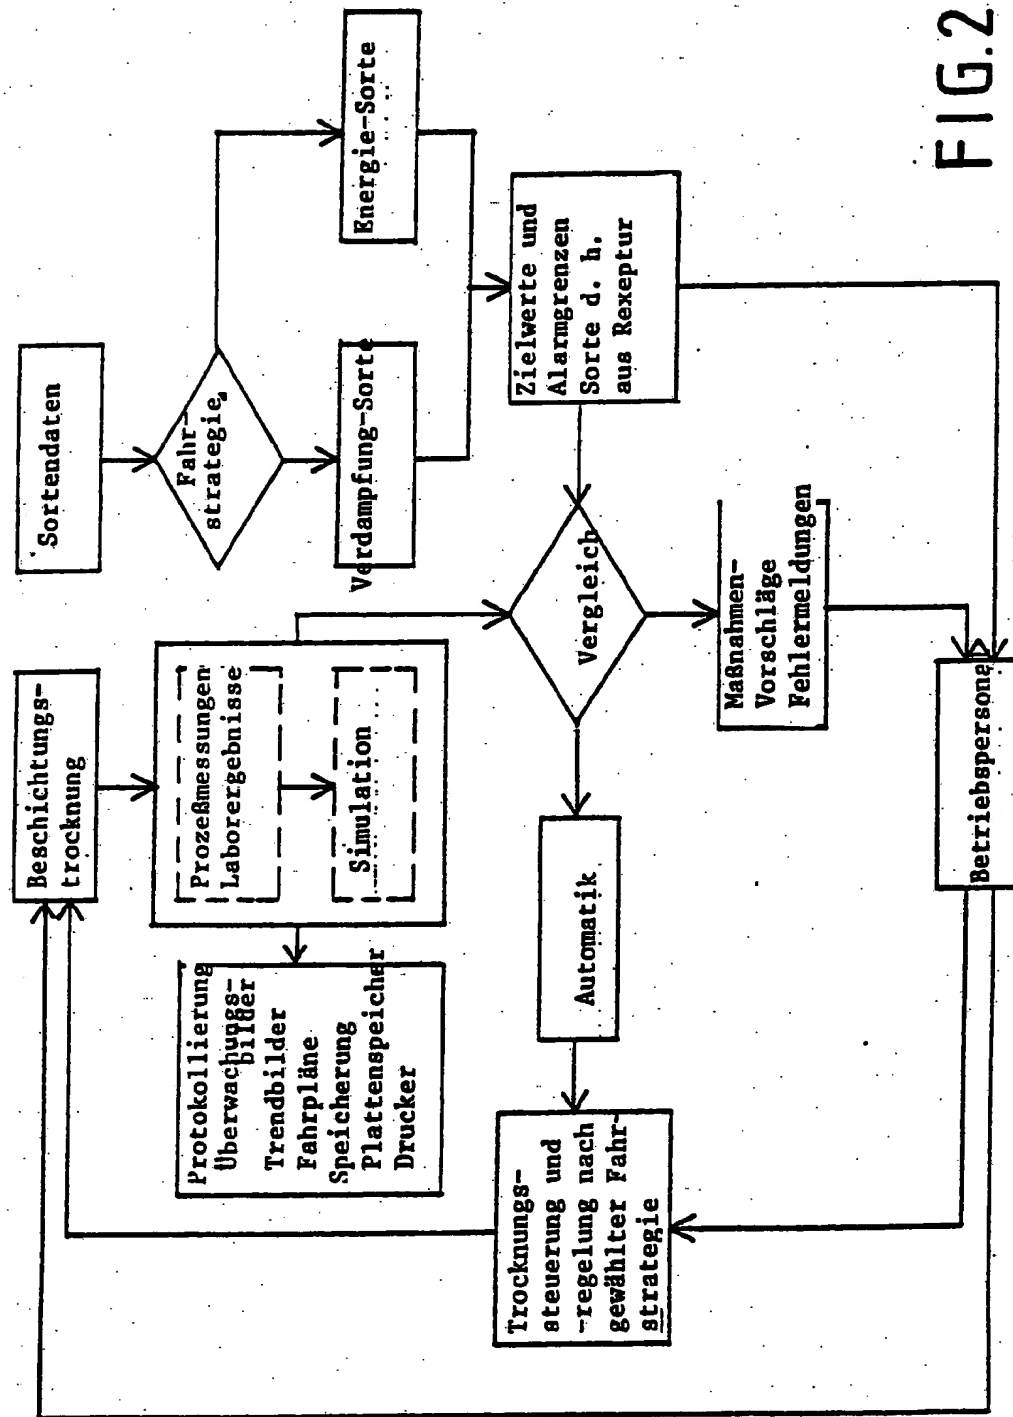 Beschichtungs-
trocknung
Sortendaten
Protokollierung
Überwachungs-
bilder
Trendbilder
Fahrpläne
Speicherung
Plattenspeicher
Drucker
Prozeßmessungen
Laborergebnisse
Simulation
Fahr-
strategie
Verdampfung-Sorte
Energie-Sorte
Trocknungs-
steuerung und
-regelung nach
gewählter Fahr-
strategie
Automatik
Vergleich
Zielwerte und
Alarmgrenzen
Sorte d. h.
aus Rexeptur
Maßnahmen-
Vorschläge
Fehlermeldungen
Betriebspersone
FIG.2